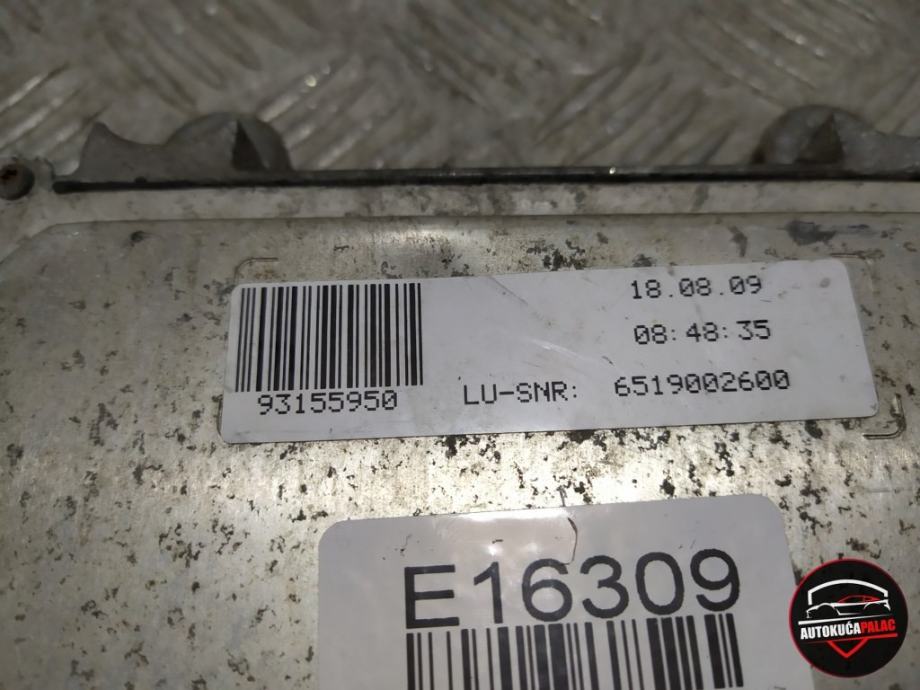 18.08.09
08:48:35
93155950
LU-SNR: 6519002600
E16309
AUTOKUĆA PALAC